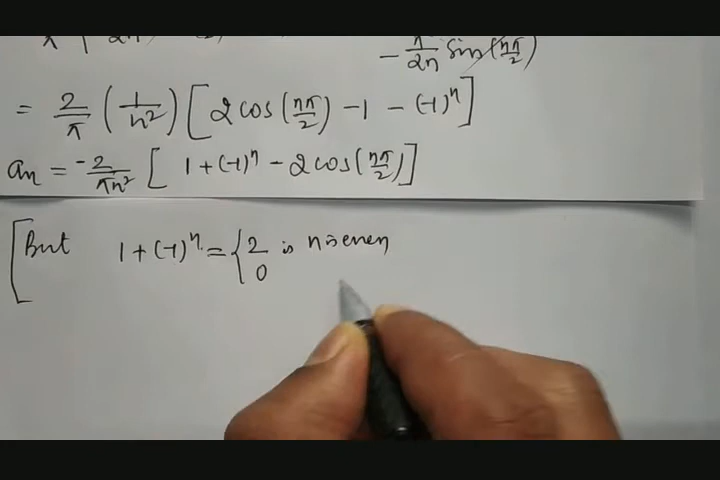 - π/2n sin(nπ/2)
= 2/π (1/n²) [2 cos(nπ/2) - 1 - (-1)ⁿ]
an = -2/πn² [1 + (-1)ⁿ - 2 cos(nπ/2)]
[But 1 + (-1)ⁿ = { 2 is n is even
0